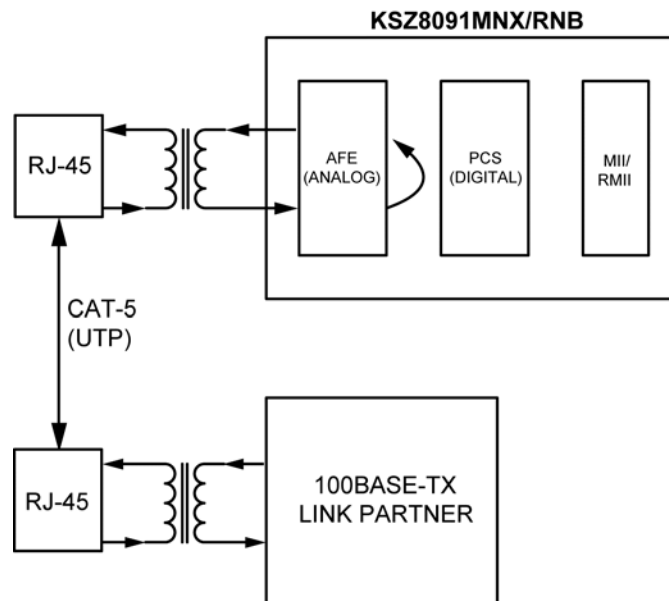 KSZ8091MNX/RNB
RJ-45
AFE
(ANALOG)
PCS
(DIGITAL)
MII/
RMII
CAT-5
(UTP)
RJ-45
100BASE-TX
LINK PARTNER